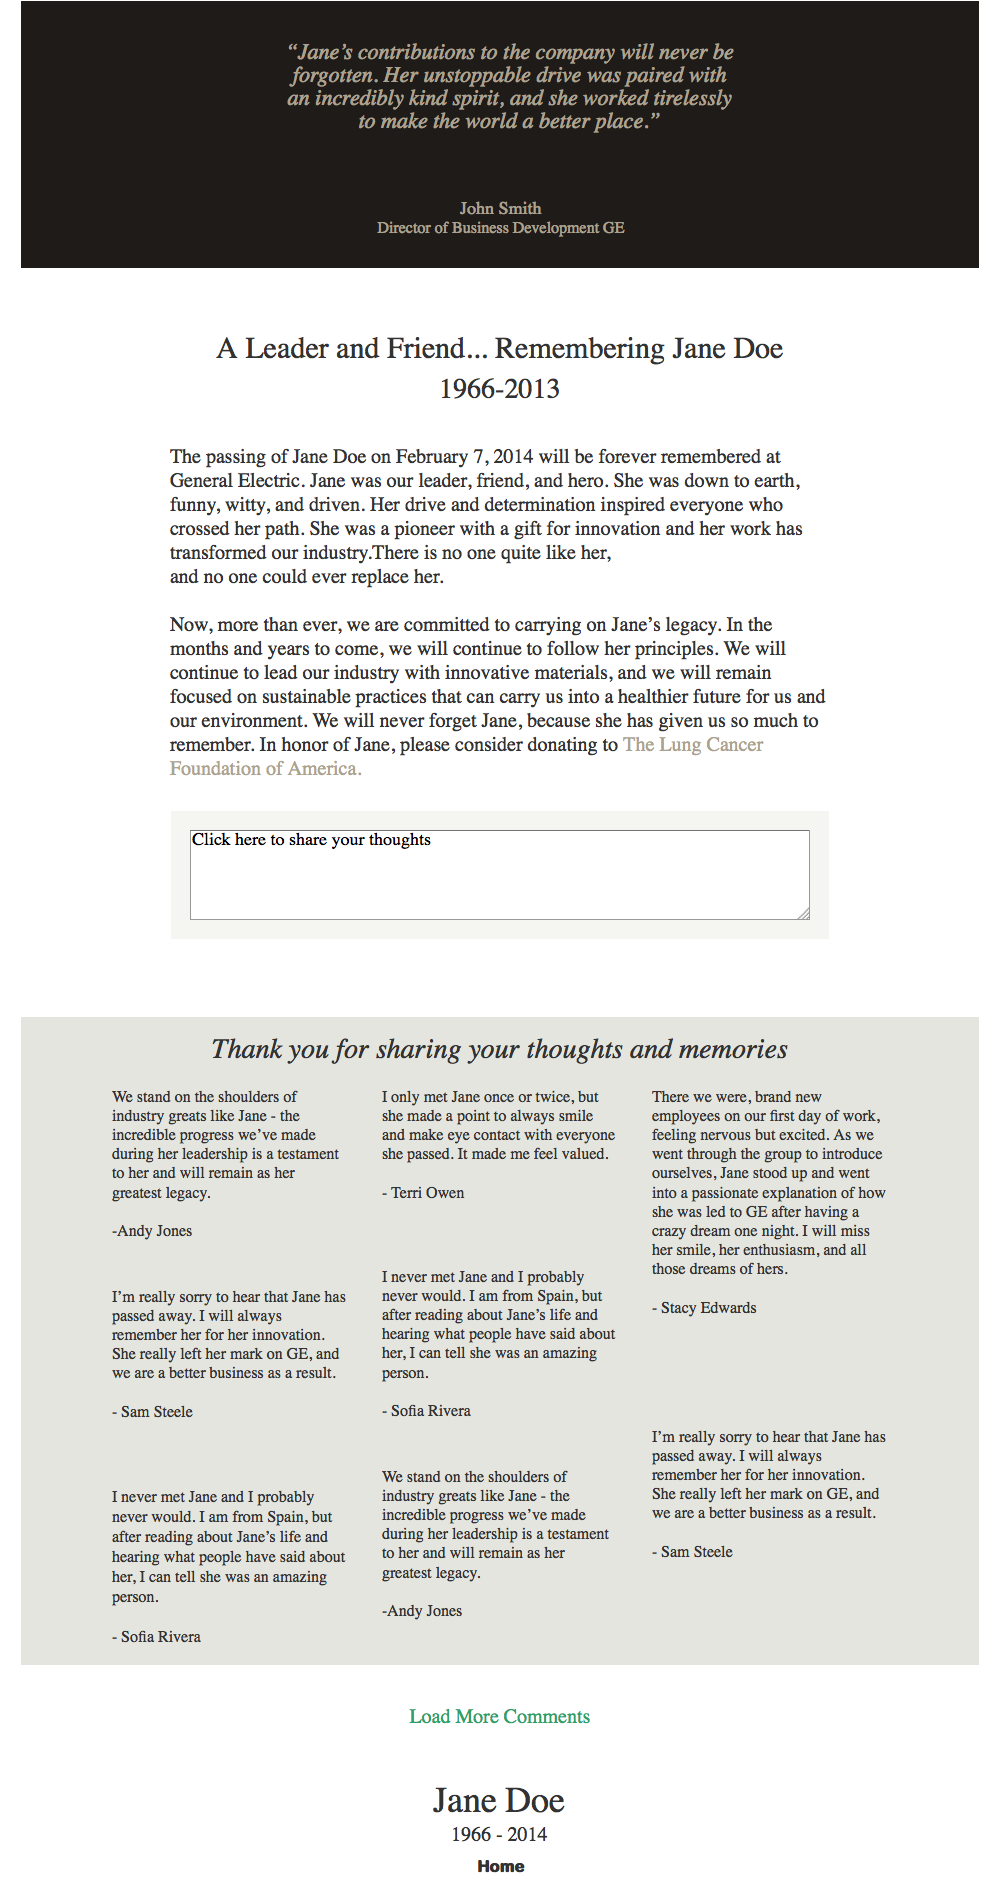 “Jane’s contributions to the company will never be
forgotten. Her unstoppable drive was paired with
an incredibly kind spirit, and she worked tirelessly
to make the world a better place.”
John Smith
Director of Business Development GE
A Leader and Friend... Remembering Jane Doe
1966-2013
The passing of Jane Doe on February 7, 2014 will be forever remembered at
General Electric. Jane was our leader, friend, and hero. She was down to earth,
funny, witty, and driven. Her drive and determination inspired everyone who
crossed her path. She was a pioneer with a gift for innovation and her work has
transformed our industry.There is no one quite like her,
and no one could ever replace her.
Now, more than ever, we are committed to carrying on Jane’s legacy. In the
months and years to come, we will continue to follow her principles. We will
continue to lead our industry with innovative materials, and we will remain
focused on sustainable practices that can carry us into a healthier future for us and
our environment. We will never forget Jane, because she has given us so much to
remember. In honor of Jane, please consider donating to The Lung Cancer
Foundation of America.
Click here to share your thoughts
Thank you for sharing your thoughts and memories
We stand on the shoulders of
industry greats like Jane - the
incredible progress we’ve made
during her leadership is a testament
to her and will remain as her
greatest legacy.
-Andy Jones
I’m really sorry to hear that Jane has
passed away. I will always
remember her for her innovation.
She really left her mark on GE, and
we are a better business as a result.
- Sam Steele
I never met Jane and I probably
never would. I am from Spain, but
after reading about Jane’s life and
hearing what people have said about
her, I can tell she was an amazing
person.
- Sofia Rivera
I only met Jane once or twice, but
she made a point to always smile
and make eye contact with everyone
she passed. It made me feel valued.
- Terri Owen
I never met Jane and I probably
never would. I am from Spain, but
after reading about Jane’s life and
hearing what people have said about
her, I can tell she was an amazing
person.
- Sofia Rivera
We stand on the shoulders of
industry greats like Jane - the
incredible progress we’ve made
during her leadership is a testament
to her and will remain as her
greatest legacy.
-Andy Jones
There we were, brand new
employees on our first day of work,
feeling nervous but excited. As we
went through the group to introduce
ourselves, Jane stood up and went
into a passionate explanation of how
she was led to GE after having a
crazy dream one night. I will miss
her smile, her enthusiasm, and all
those dreams of hers.
- Stacy Edwards
I’m really sorry to hear that Jane has
passed away. I will always
remember her for her innovation.
She really left her mark on GE, and
we are a better business as a result.
- Sam Steele
Load More Comments
Jane Doe
1966 - 2014
Home